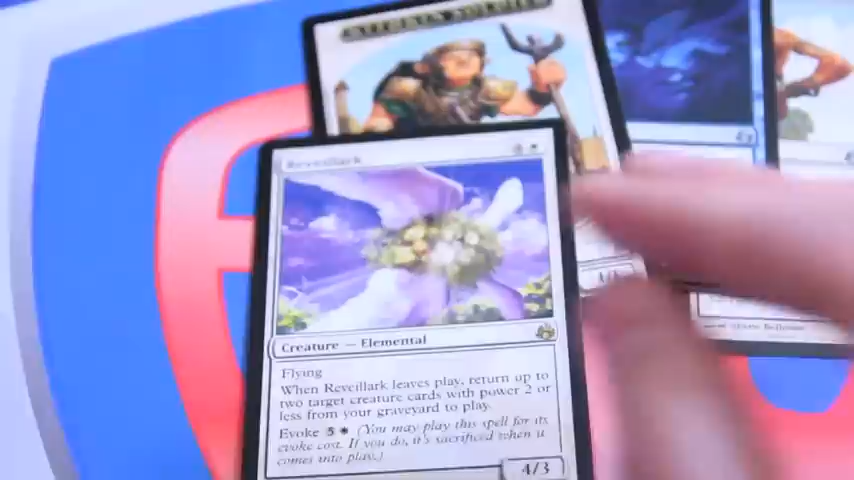 Reveillark
Creature — Elemental
Flying
When Reveillark leaves play, return up to
two target creature cards with power 2 or
less from your graveyard to play.
Evoke 5 (You may play this spell for its
evoke cost. If you do, it's sacrificed when it
comes into play.)
4/3